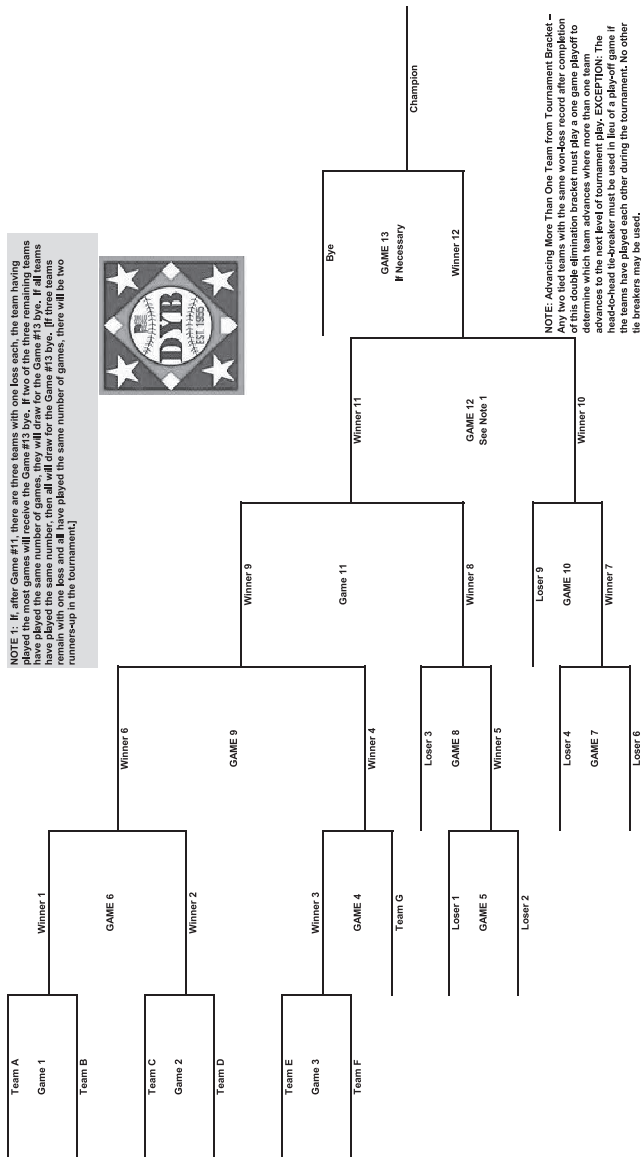 NOTE 1: If, after Game #11, there are three teams with one loss each, the team having
played the most games will receive the Game #13 bye. If two of the three remaining teams
have played the same number of games, they will draw for the Game #13 bye. If all teams
have played the same number, then all will draw for the Game #13 bye. [If three teams
remain with one loss and all have played the same number of games, there will be two
runners-up in the tournament.]
DYB
EST. 1955
Team A
Game 1
Team B
Team C
Game 2
Team D
Team E
Game 3
Team F
Winner 1
GAME 6
Winner 2
Winner 3
GAME 4
Team G
Loser 1
GAME 5
Loser 2
Winner 6
GAME 9
Winner 4
Loser 3
GAME 8
Winner 5
Loser 4
GAME 7
Loser 6
Winner 9
Game 11
Winner 8
Loser 9
GAME 10
Winner 7
Winner 11
GAME 12
See Note 1
Winner 10
Bye
GAME 13
If Necessary
Winner 12
Champion
NOTE: Advancing More Than One Team from Tournament Bracket –
Any two tied teams with the same won-loss record after completion
of this double elimination bracket must play a one game playoff to
determine which team advances where more than one team
advances to the next level of tournament play. EXCEPTION: The
head-to-head tie-breaker must be used in lieu of a play-off game if
the teams have played each other during the tournament. No other
tie breakers may be used.